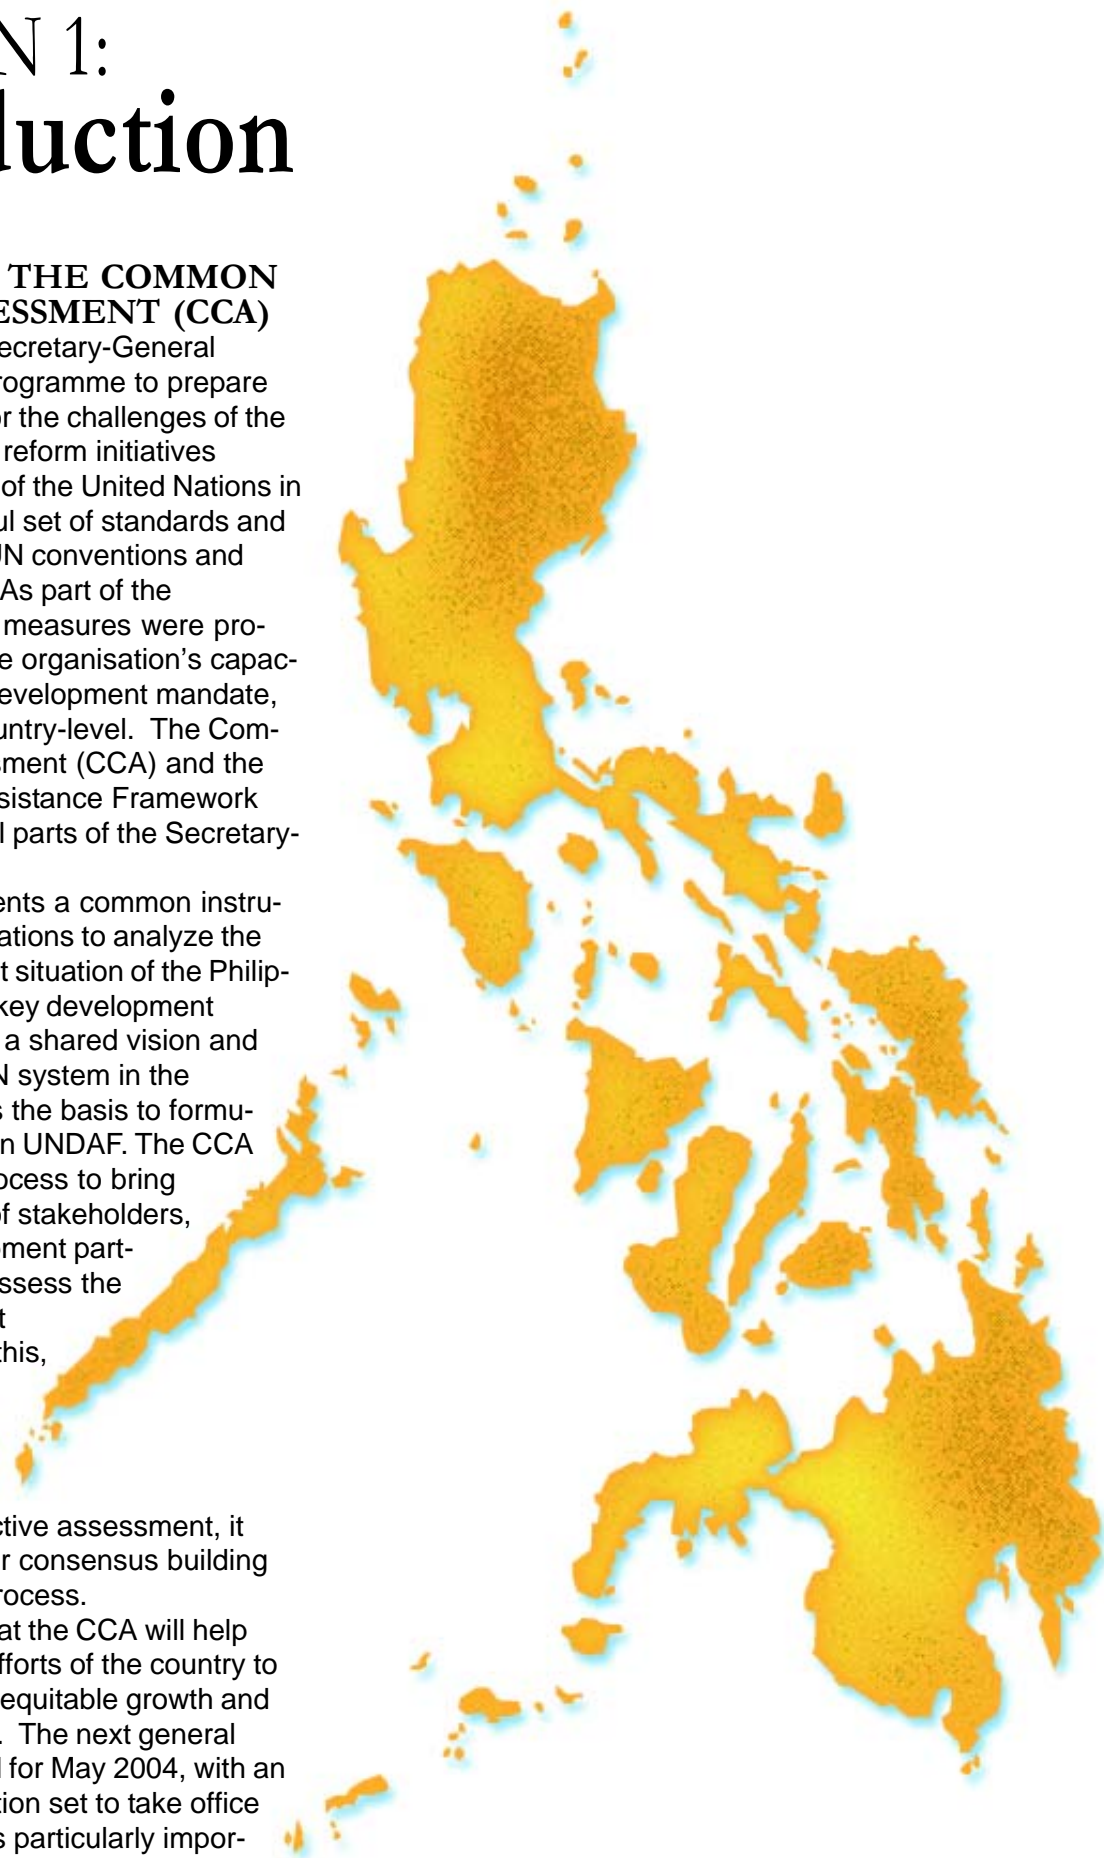 N 1:
duction
THE COMMON
ESSMENT (CCA)
ecretary-General
rogramme to prepare
or the challenges of the
reform initiatives
of the United Nations in
ul set of standards and
UN conventions and
As part of the
measures were pro-
e organisation's capac-
evelopment mandate,
untry-level.  The Com-
sment (CCA) and the
sistance Framework
l parts of the Secretary-
ents a common instru-
ations to analyze the
t situation of the Philip-
key development
a shared vision and
N system in the
s the basis to formu-
n UNDAF. The CCA
ocess to bring
of stakeholders,
ment part-
ssess the
t
this,
ctive assessment, it
r consensus building
rocess.
at the CCA will help
fforts of the country to
equitable growth and
.  The next general
l for May 2004, with an
tion set to take office
s particularly impor-